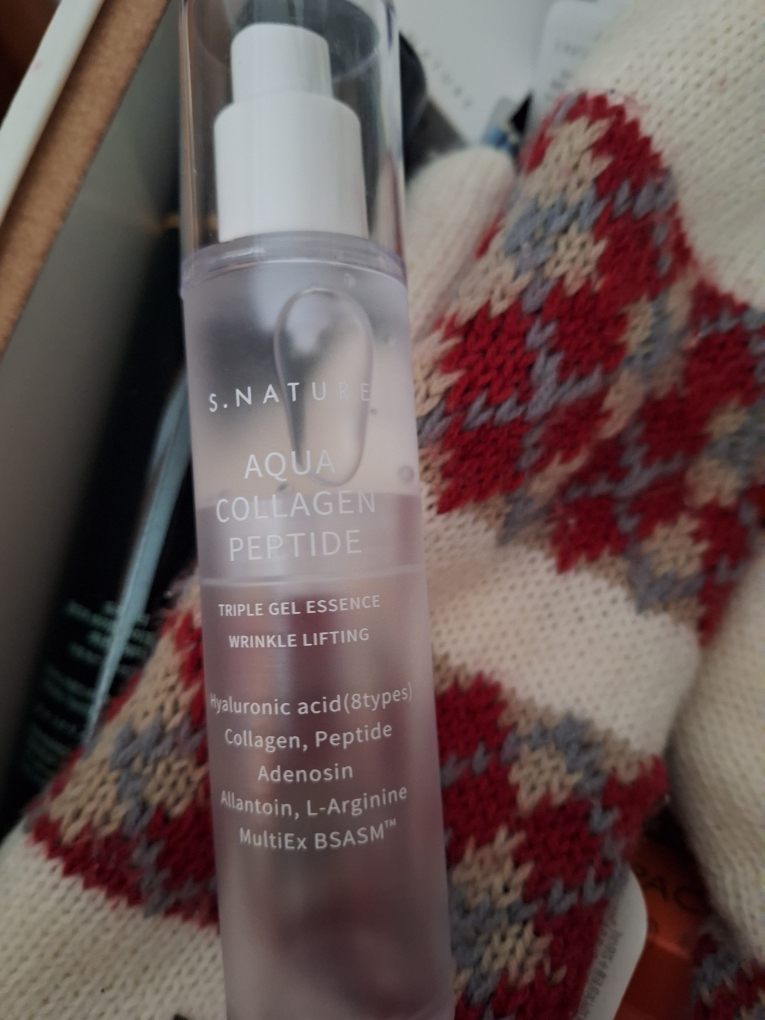 S.NATURE
AQUA
COLLAGEN
PEPTIDE
TRIPLE GEL ESSENCE
WRINKLE LIFTING
Hyaluronic acid(8types)
Collagen, Peptide
Adenosin
Allantoin, L-Arginine
MultiEx BSASM™